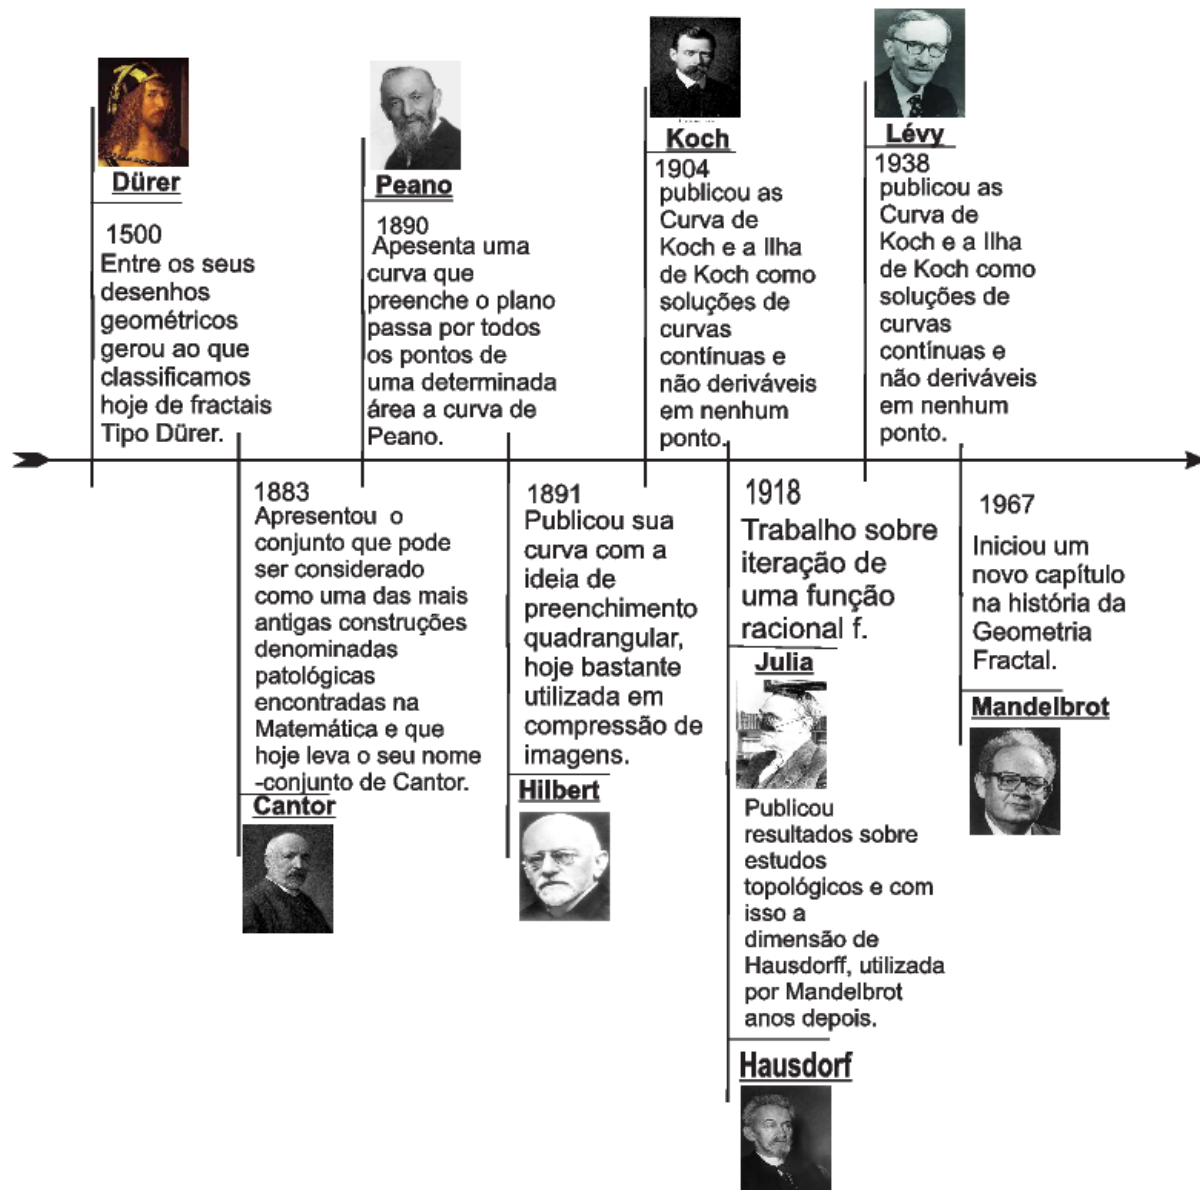 Dürer
1500
Entre os seus
desenhos
geométricos
gerou ao que
classificamos
hoje de fractais
Tipo Dürer.
1883
Apresentou o
conjunto que pode
ser considerado
como uma das mais
antigas construções
denominadas
patológicas
encontradas na
Matemática e que
hoje leva o seu nome
-conjunto de Cantor.
Cantor
Peano
1890
Apesenta uma
curva que
preenche o plano
passa por todos
os pontos de
uma determinada
área a curva de
Peano.
1891
Publicou sua
curva com a
ideia de
preenchimento
quadrangular,
hoje bastante
utilizada em
compressão de
imagens.
Hilbert
Koch
1904
publicou as
Curva de
Koch e a Ilha
de Koch como
soluções de
curvas
contínuas e
não deriváveis
em nenhum
ponto.
1918
Trabalho sobre
iteração de
uma função
racional f.
Julia
Publicou
resultados sobre
estudos
topológicos e com
isso a
dimensão de
Hausdorff, utilizada
por Mandelbrot
anos depois.
Hausdorf
Lévy
1938
publicou as
Curva de
Koch e a Ilha
de Koch como
soluções de
curvas
contínuas e
não deriváveis
em nenhum
ponto.
1967
Iniciou um
novo capítulo
na história da
Geometria
Fractal.
Mandelbrot